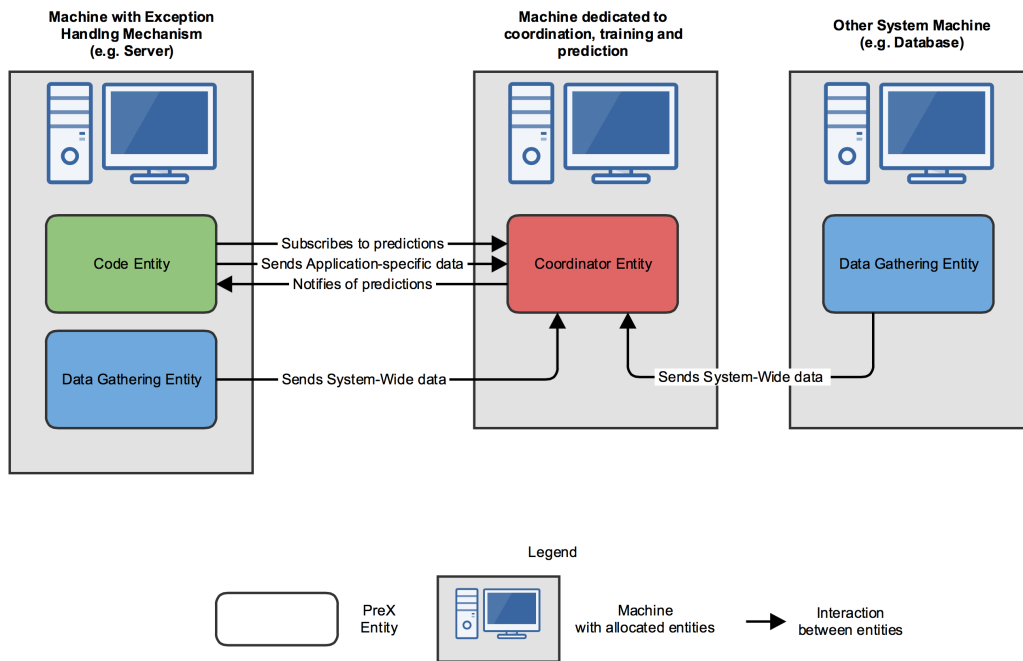 Machine with Exception
Handlng Mechanism
(e.g. Server)
Machine dedicated to
coordination, training and
prediction
Other System Machine
(e.g. Database)
Code Entity
Subscribes to predictions
Sends Application-specific data
Notifies of predictions
Coordinator Entity
Data Gathering Entity
Data Gathering Entity
Sends System-Wide data
Sends System-Wide data
Legend
PreX
Entity
Machine
with allocated entities
Interaction
between entities